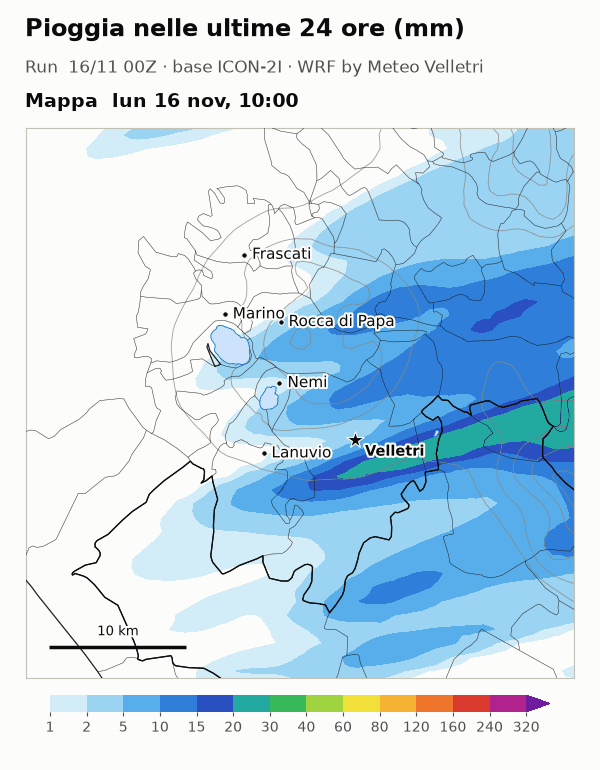 Pioggia nelle ultime 24 ore (mm)
Run 16/11 00Z · base ICON-2I · WRF by Meteo Velletri
Mappa lun 16 nov, 10:00
Frascati
Marino
Rocca di Papa
Nemi
Velletri
Lanuvio
10 km
1 2 5 10 15 20 30 40 60 80 120 160 240 320